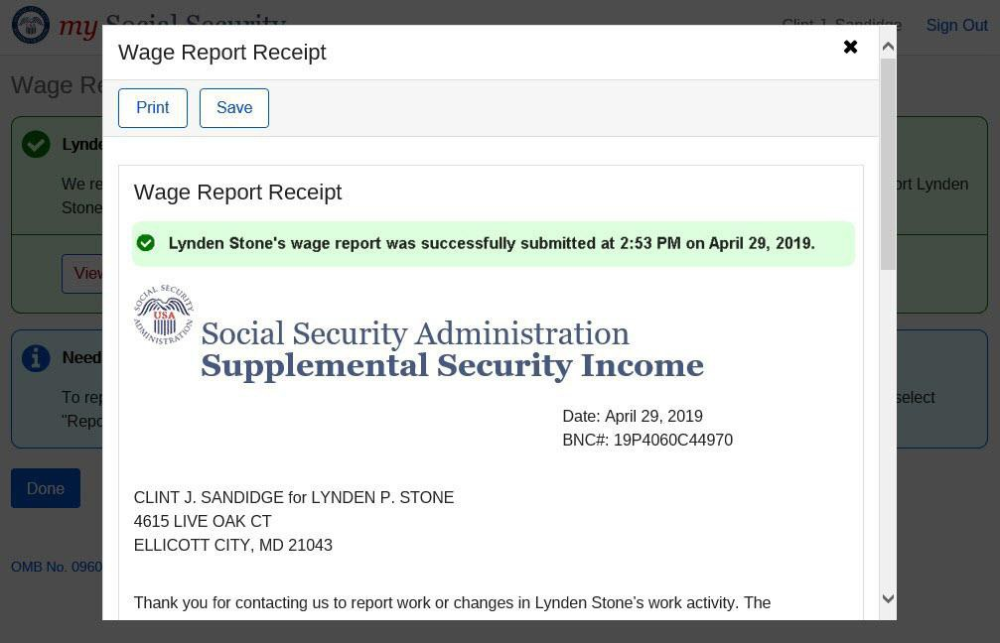 my Social Security
Clint J. Sandidge
Sign Out
Wage Report Receipt
Wage
Print
Save
Wage Report Receipt
We
ort Lynden
Stone
Lynden Stone's wage report was successfully submitted at 2:53 PM on April 29, 2019.
View
SOCIAL SECURITY
USA
ADMINISTRATION
Social Security Administration
Supplemental Security Income
Need
To
select
"Repo
Date: April 29, 2019
BNC#: 19P4060C44970
Done
CLINT J. SANDIDGE for LYNDEN P. STONE
4615 LIVE OAK CT
ELLICOTT CITY, MD 21043
OMB No. 0960
Thank you for contacting us to report work or changes in Lynden Stone's work activity. The